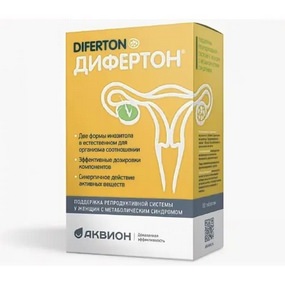 DIFERTON
ДИФЕРТОН®
V
• Две формы инозитола
в естественном для
организма соотношении
• Эффективные дозировки
компонентов
• Синергичное действие
активных веществ
ПОДДЕРЖКА РЕПРОДУКТИВНОЙ СИСТЕМЫ
У ЖЕНЩИН С МЕТАБОЛИЧЕСКИМ СИНДРОМОМ
АКВИОН
Доказанная
эффективность